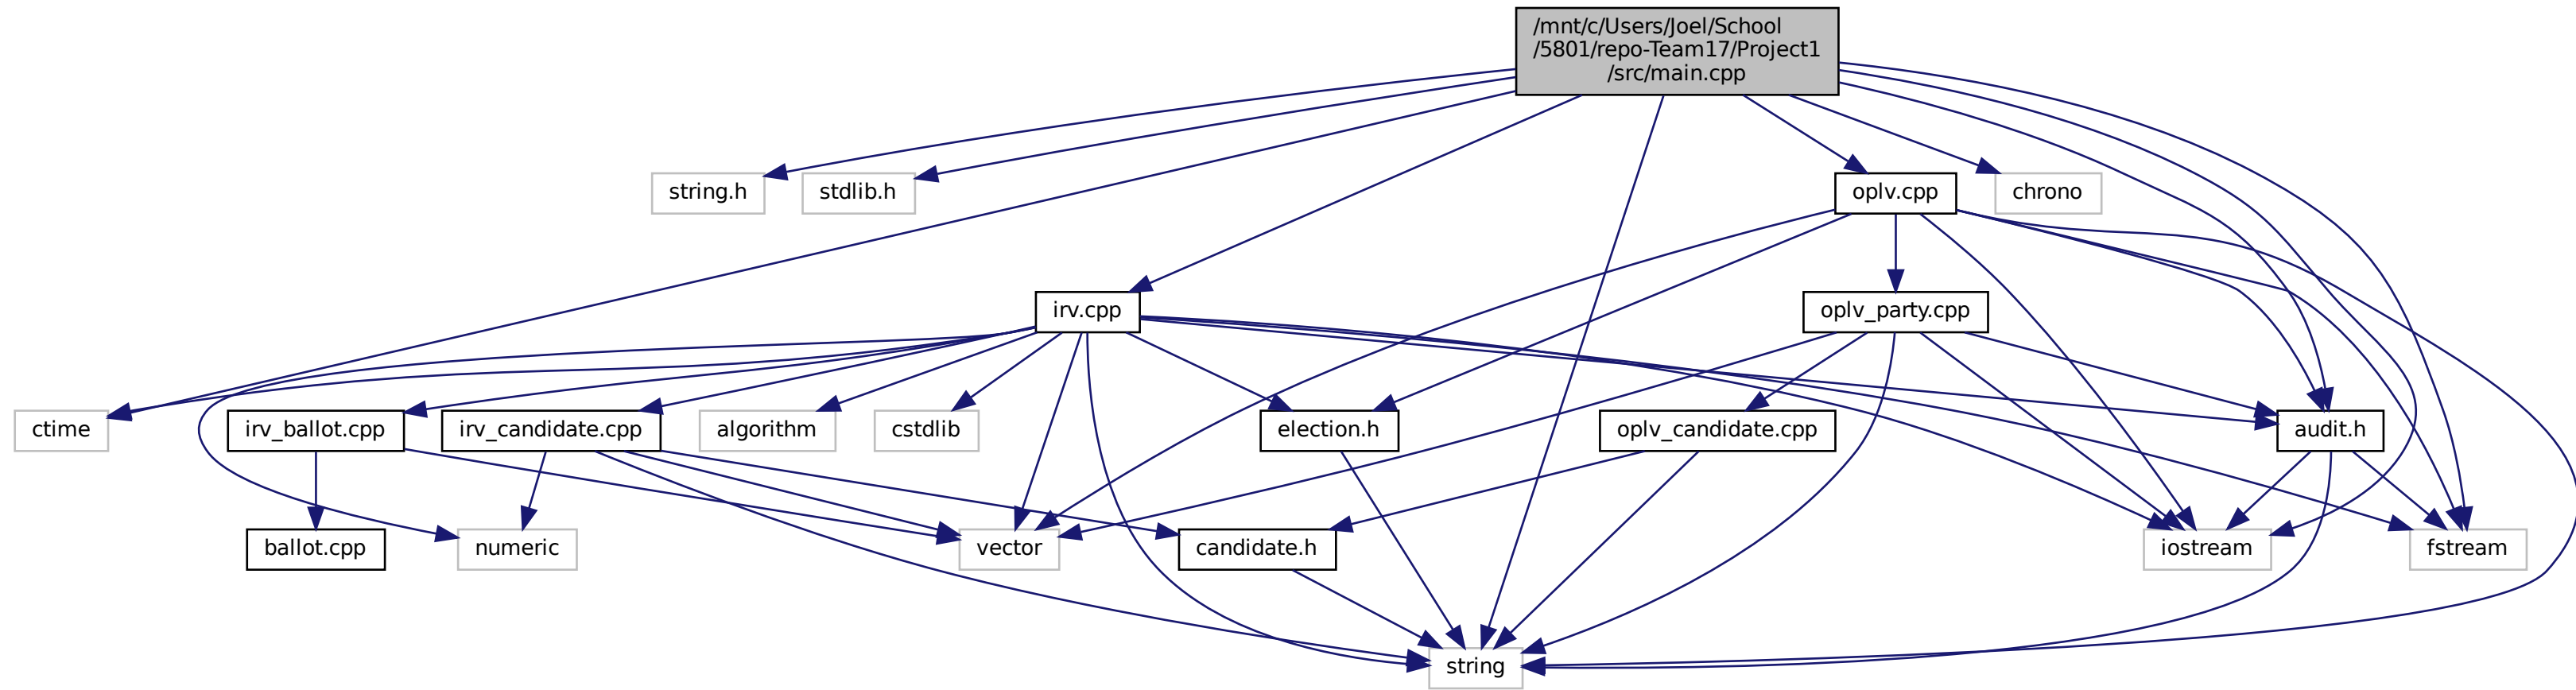 /mnt/c/Users/Joel/School
/5801/repo-Team17/Project1
/src/main.cpp
string.h
stdlib.h
oplv.cpp
chrono
irv.cpp
oplv_party.cpp
ctime
irv_ballot.cpp
irv_candidate.cpp
algorithm
cstdlib
election.h
oplv_candidate.cpp
audit.h
ballot.cpp
numeric
vector
candidate.h
iostream
fstream
string